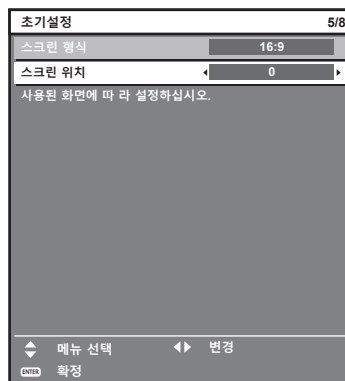 초기설정 5/8
스크린 형식 16:9
스크린 위치 0
사용된 화면에 따 라 설정하십시오.
메뉴 선택 변경
ENTER 확정